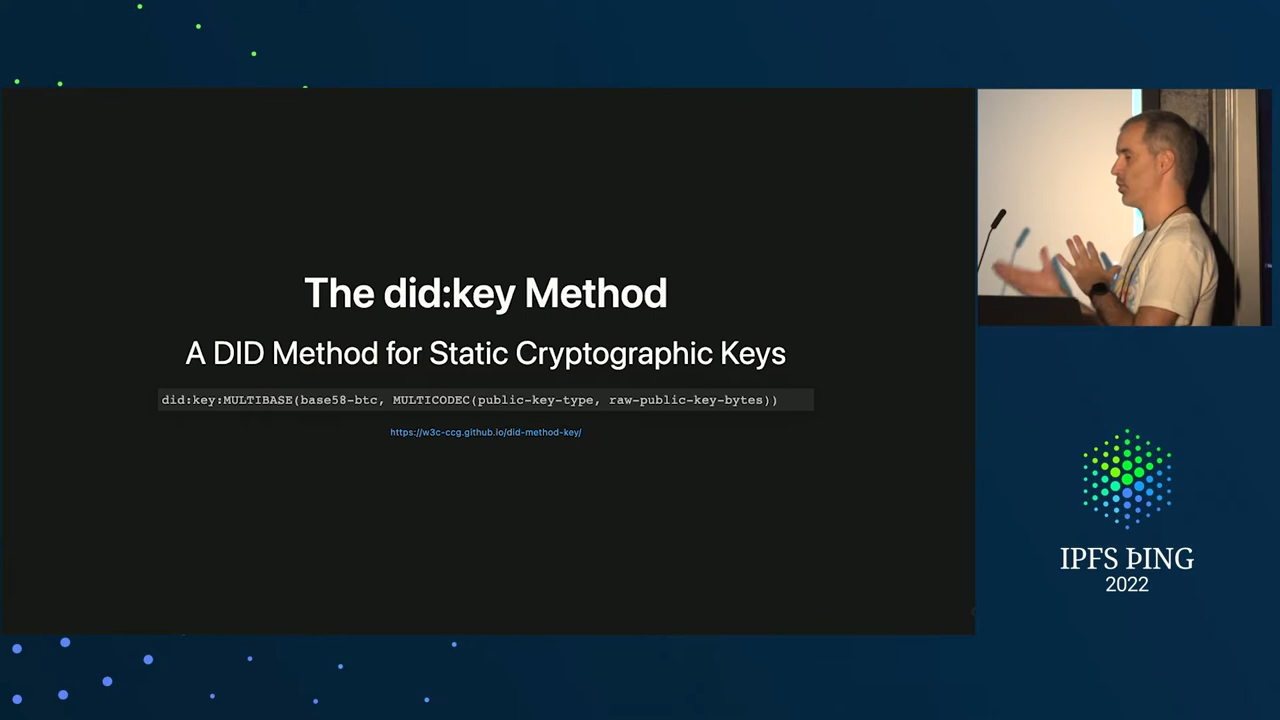 The did:key Method
A DID Method for Static Cryptographic Keys
did:key:MULTIBASE(base58-btc, MULTICODEC(public-key-type, raw-public-key-bytes))
https://w3c-ccg.github.io/did-method-key/
IPFS ÞING
2022